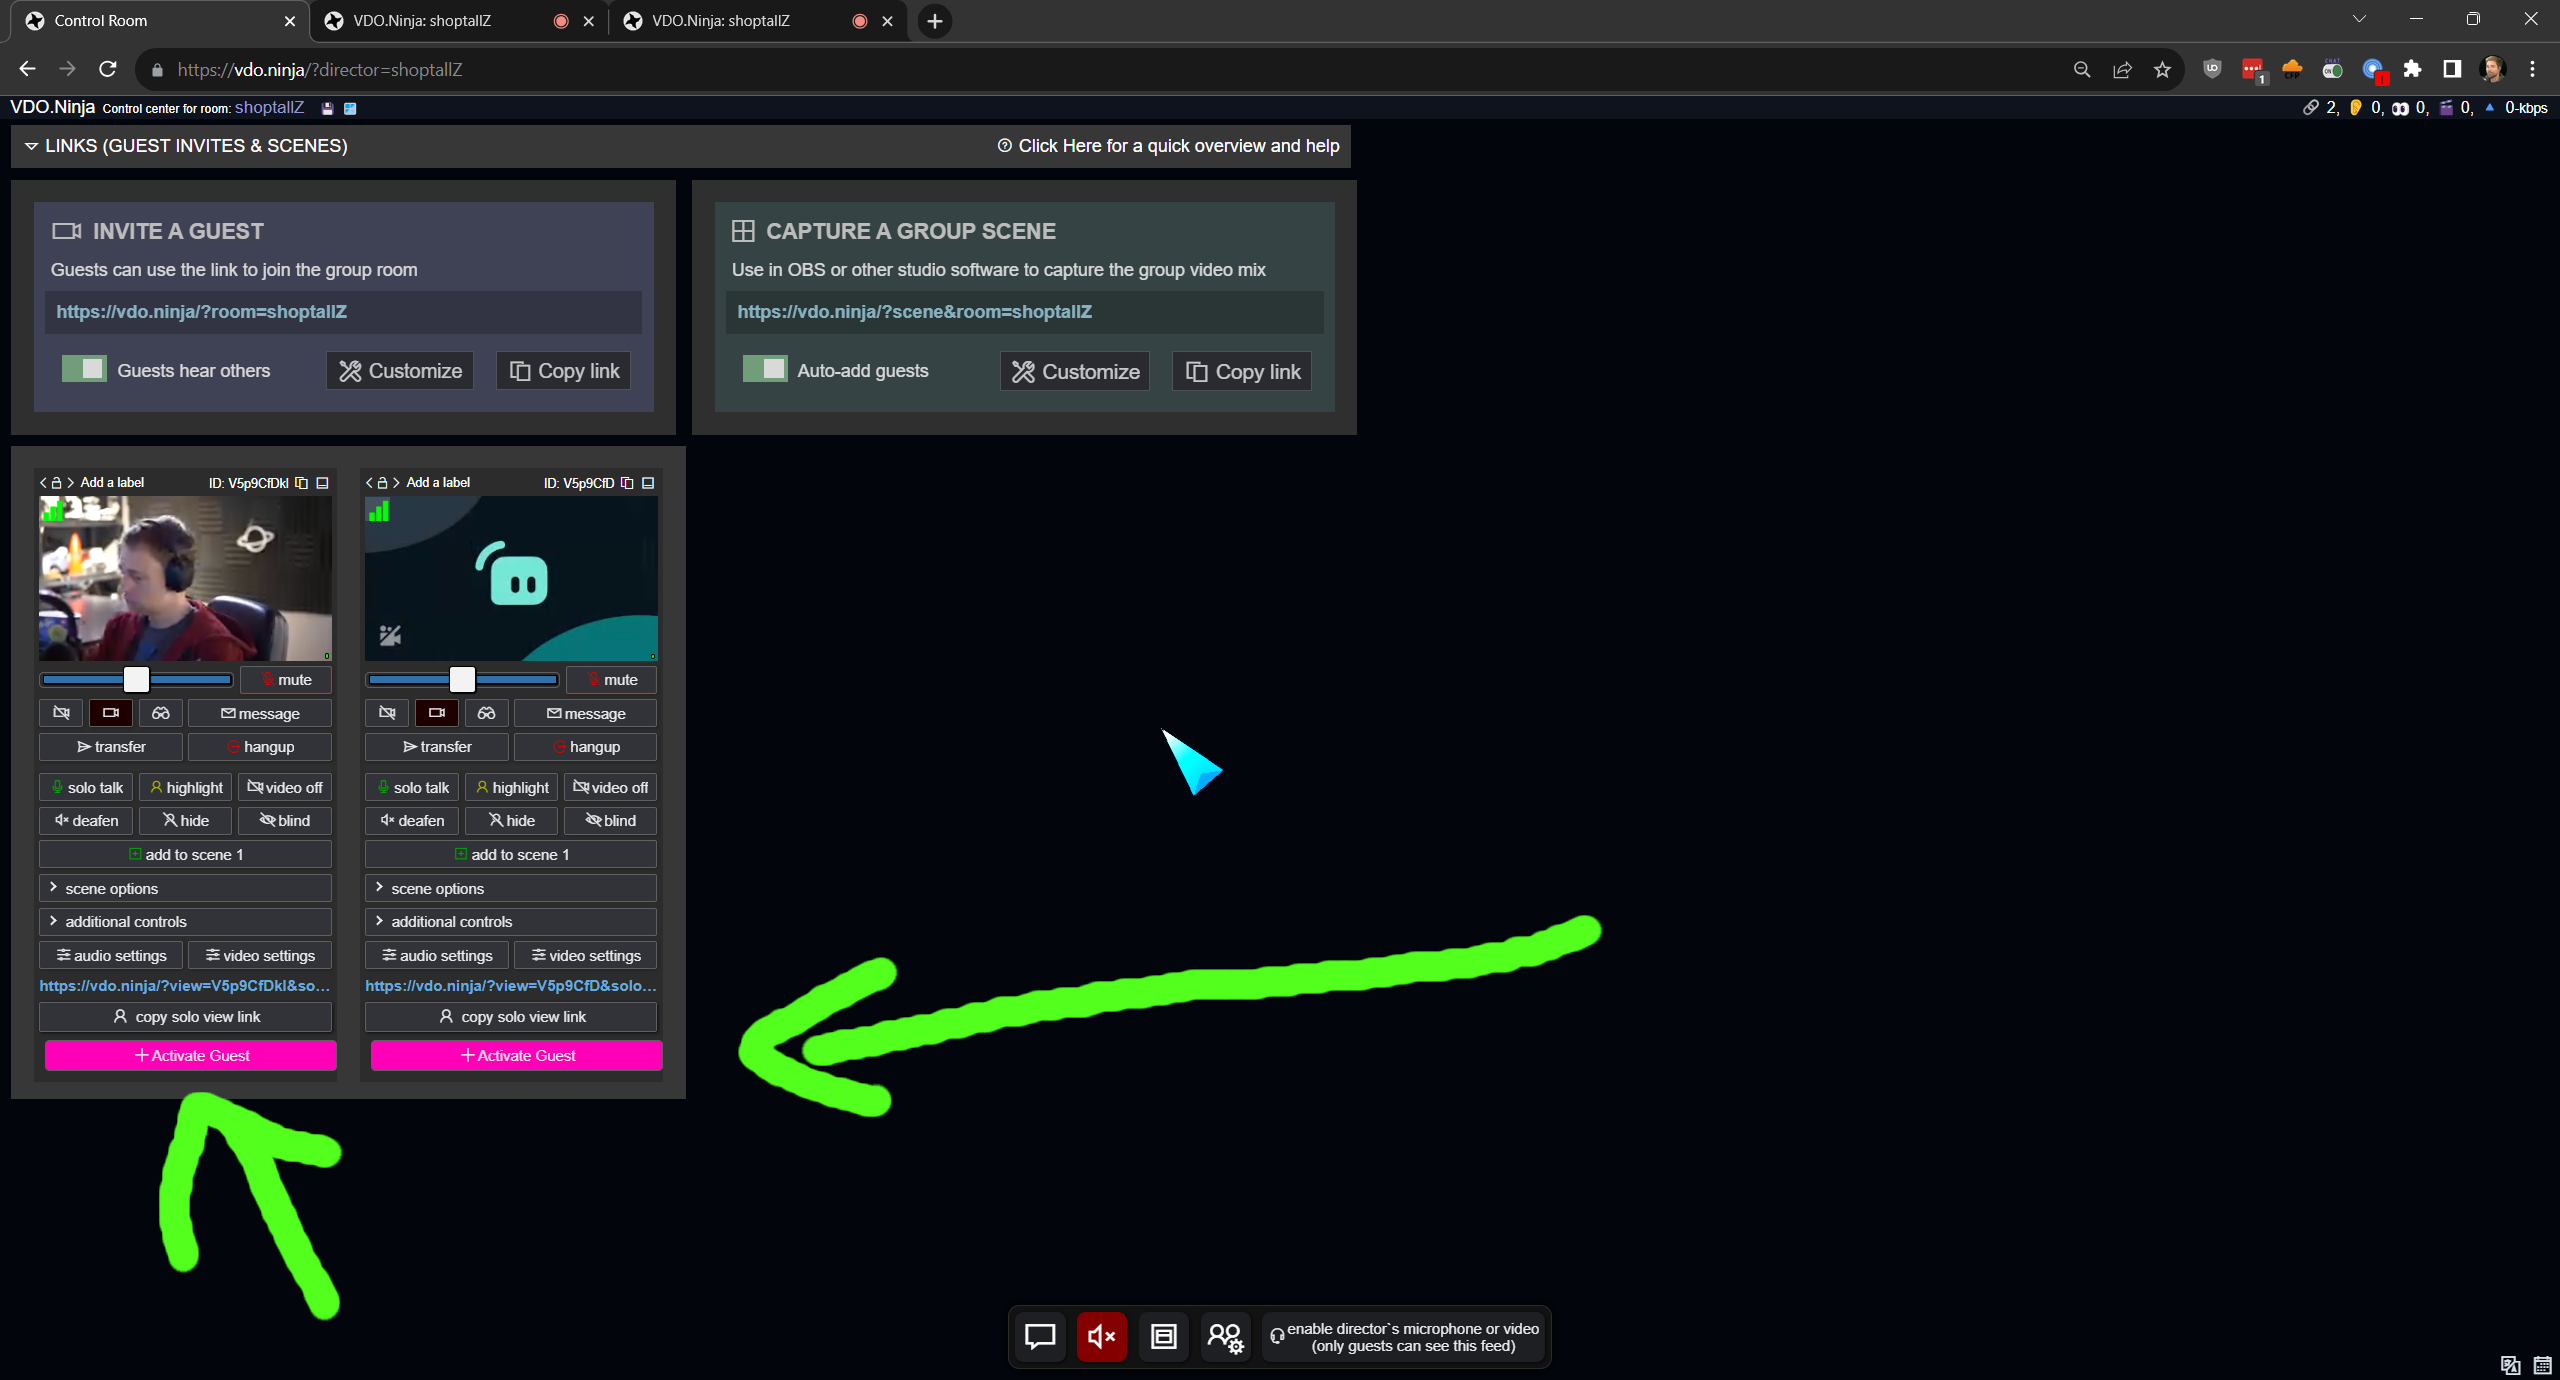 Control Room
VDO.Ninja: shoptallZ
VDO.Ninja: shoptallZ
https://vdo.ninja/?director=shoptallZ
VDO.Ninja Control center for room: shoptallZ
2, 0, 0, 0, 0-kbps
LINKS (GUEST INVITES & SCENES)
Click Here for a quick overview and help
INVITE A GUEST
Guests can use the link to join the group room
https://vdo.ninja/?room=shoptallZ
Guests hear others
Customize
Copy link
CAPTURE A GROUP SCENE
Use in OBS or other studio software to capture the group video mix
https://vdo.ninja/?scene&room=shoptallZ
Auto-add guests
Customize
Copy link
Add a label ID: V5p9CfDkl
mute
message
transfer hangup
solo talk highlight video off
deafen hide blind
add to scene 1
scene options
additional controls
audio settings video settings
https://vdo.ninja/?view=V5p9CfDkl&so...
copy solo view link
Activate Guest
Add a label ID: V5p9CfD
mute
message
transfer hangup
solo talk highlight video off
deafen hide blind
add to scene 1
scene options
additional controls
audio settings video settings
https://vdo.ninja/?view=V5p9CfD&solo...
copy solo view link
Activate Guest
enable director`s microphone or video
(only guests can see this feed)